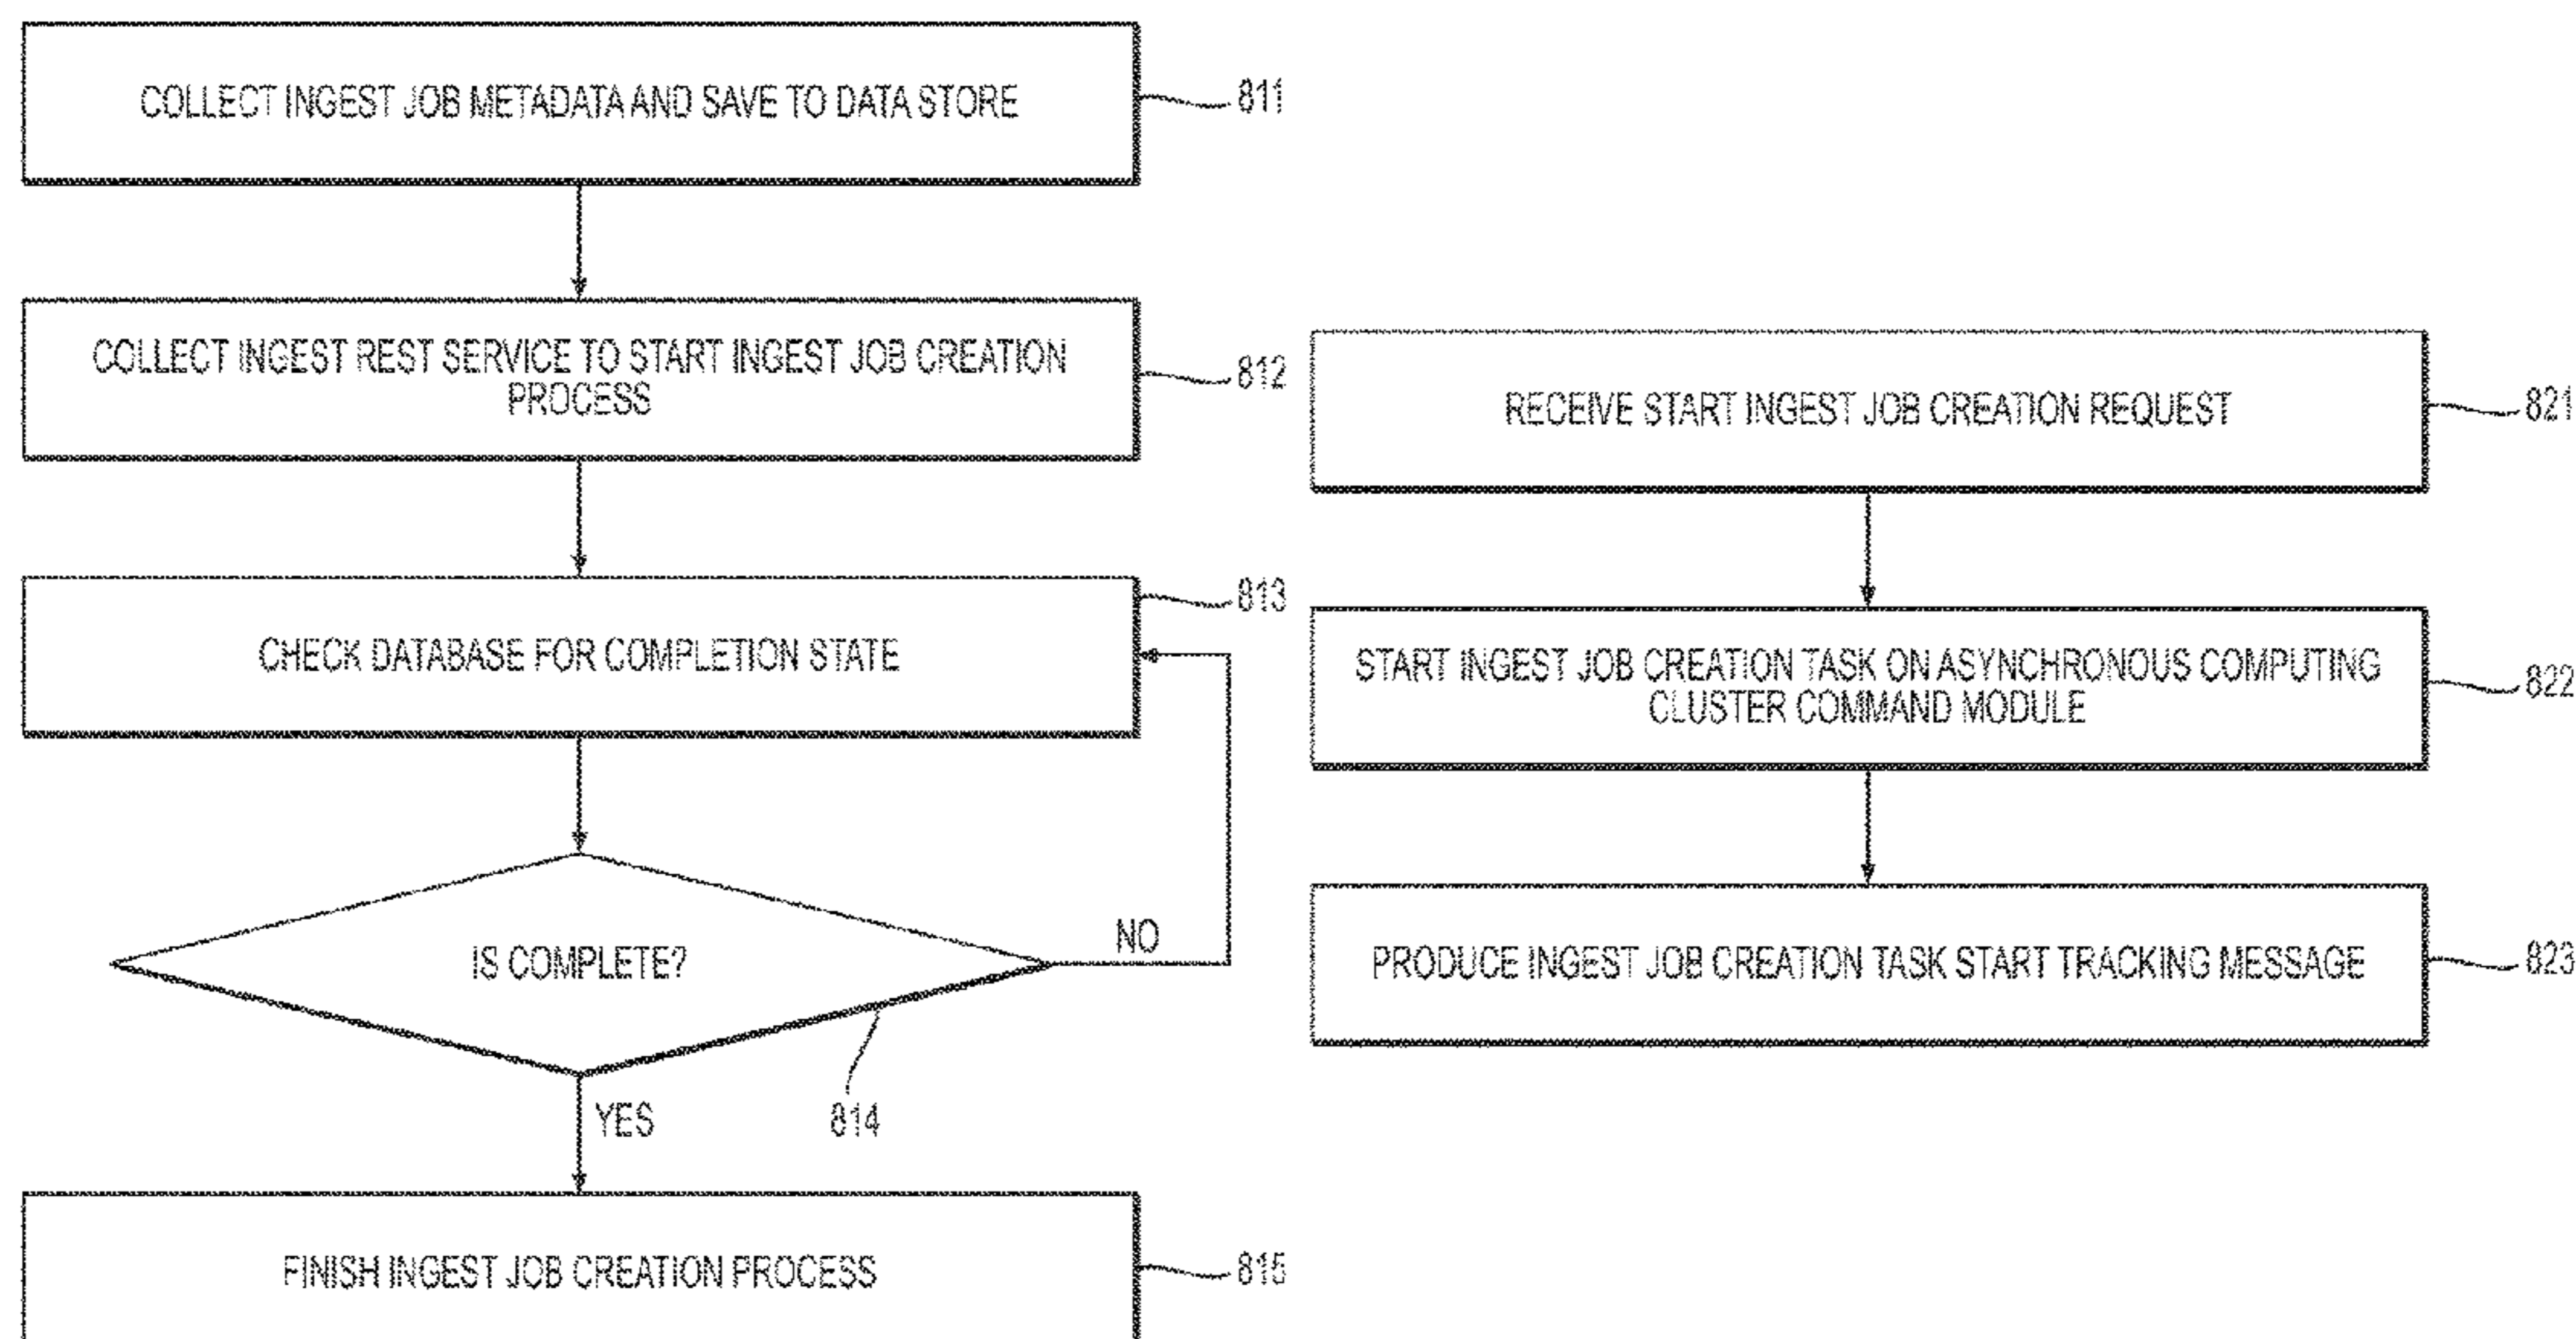 COLLECT INGEST JOB METADATA AND SAVE TO DATA STORE
811
COLLECT INGEST REST SERVICE TO START INGEST JOB CREATION
PROCESS
812
CHECK DATABASE FOR COMPLETION STATE
813
IS COMPLETE?
NO
YES
814
FINISH INGEST JOB CREATION PROCESS
815
RECEIVE START INGEST JOB CREATION REQUEST
821
START INGEST JOB CREATION TASK ON ASYNCHRONOUS COMPUTING
CLUSTER COMMAND MODULE
822
PRODUCE INGEST JOB CREATION TASK START TRACKING MESSAGE
823